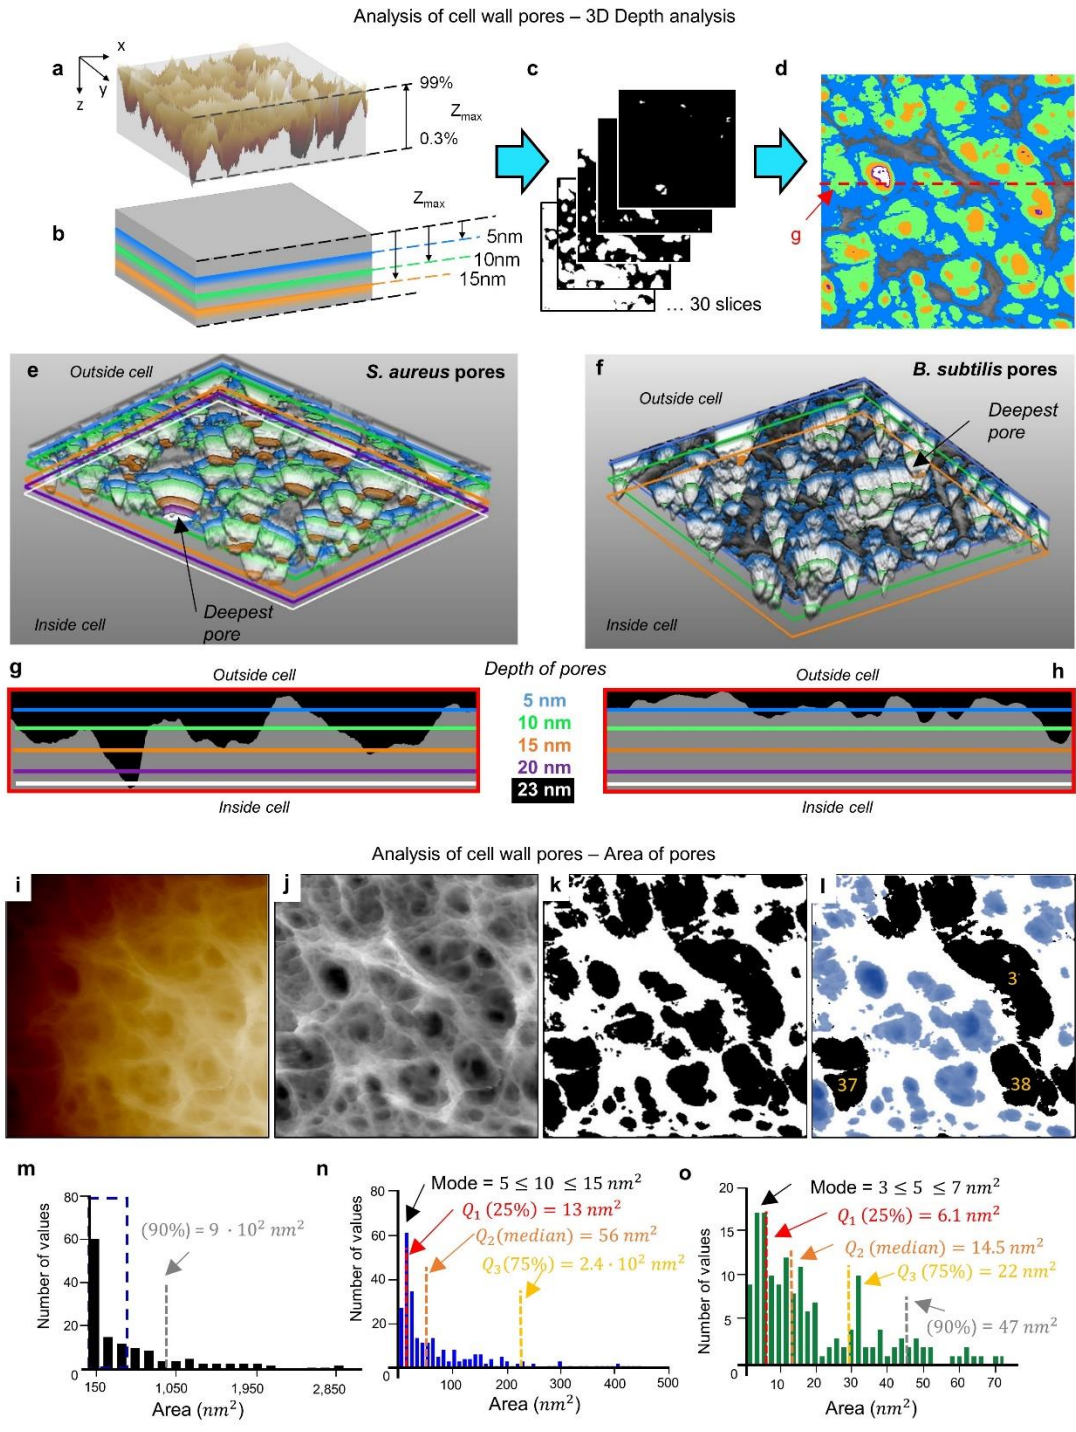 Analysis of cell wall pores – 3D Depth analysis
a
x
y
z
99%
Zmax
0.3%
b
Zmax
5nm
10nm
15nm
c
… 30 slices
d
g
e
Outside cell
S. aureus pores
Deepest
pore
Inside cell
f
B. subtilis pores
Outside cell
Deepest
pore
Inside cell
g
Outside cell
Inside cell
Depth of pores
5 nm
10 nm
15 nm
20 nm
23 nm
h
Outside cell
Inside cell
Analysis of cell wall pores – Area of pores
i
j
k
l
3
37
38
m
80
60
40
20
0
Number of values
(90%) = 9 · 10² nm²
150
1,050
1,950
2,850
Area (nm²)
n
80
60
40
20
0
Number of values
Mode = 5 ≤ 10 ≤ 15 nm²
Q₁ (25%) = 13 nm²
Q₂(median) = 56 nm²
Q₃(75%) = 2.4 · 10² nm²
100
200
300
400
500
Area (nm²)
o
20
15
10
5
0
Number of values
Mode = 3 ≤ 5 ≤ 7 nm²
Q₁ (25%) = 6.1 nm²
Q₂ (median) = 14.5 nm²
Q₃ (75%) = 22 nm²
(90%) = 47 nm²
10
20
30
40
50
60
70
Area (nm²)